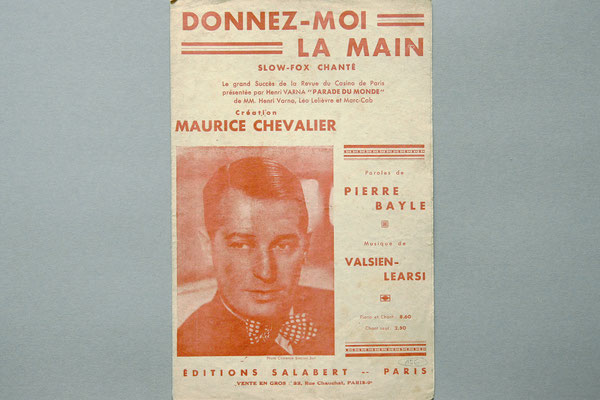 DONNEZ-MOI
LA MAIN
SLOW-FOX CHANTÉ
Le grand Succès de la Revue du Casino de Paris
présentée par Henri VARNA "PARADE DU MONDE"
de MM. Henri Varna, Léo Lelièvre et Marc-Cab
Création
MAURICE CHEVALIER
Paroles de
PIERRE
BAYLE
Musique de
VALSIEN-
LEARSI
Piano et Chant 8.60
Chant seul 2.80
ÉDITIONS SALABERT -- PARIS
VENTE EN GROS : 22, Rue Chauchat, PARIS-9e